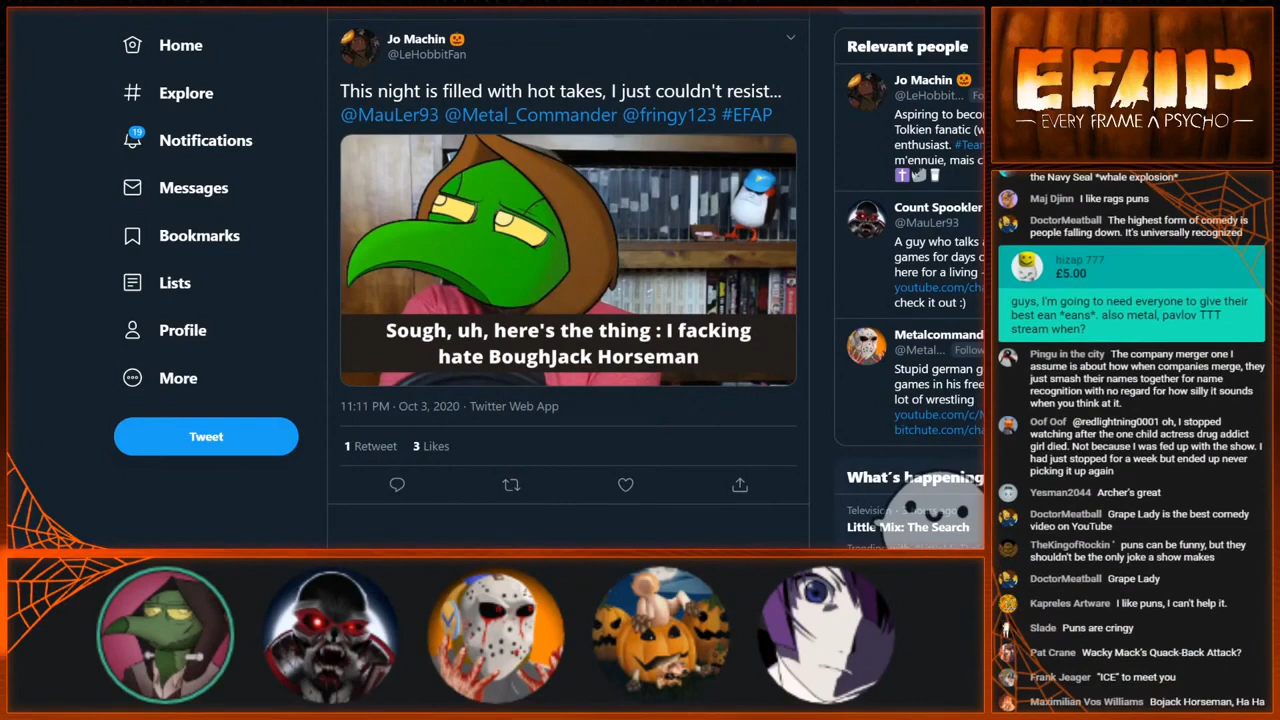 Home
Explore
19
Notifications
Messages
Bookmarks
Lists
Profile
More
Tweet
Jo Machin
@LeHobbitFan
This night is filled with hot takes, I just couldn't resist...
@MauLer93 @Metal_Commander @fringy123 #EFAP
Sough, uh, here's the thing : I facking
hate BoughJack Horseman
11:11 PM · Oct 3, 2020 · Twitter Web App
1 Retweet 3 Likes
Relevant people
Jo Machin
@LeHobbit...
Aspiring to beco
Tolkien fanatic (w
enthusiast. #Tear
m'ennuie, mais c
Count Spookler
@MauLer93
A guy who talks a
games for days o
here for a living -
youtube.com/cha
check it out :)
Metalcommand
@Metal... Follow
Stupid german g
games in his free
lot of wrestling
youtube.com/c/M
bitchute.com/cha
What's happening
Television · 3 hours ago
Little Mix: The Search
EFAP
EVERY FRAME A PSYCHO
the Navy Seal *whale explosion*
Maj Djinn I like rags puns
DoctorMeatball The highest form of comedy is
people falling down. It's universally recognized
hizap 777
£5.00
guys, I'm going to need everyone to give their
best ean *eans*. also metal, pavlov TTT
stream when?
Pingu in the city The company merger one I
assume is about how when companies merge, they
just smash their names together for name
recognition with no regard for how silly it sounds
when you think at it.
Oof Oof @redlightning0001 oh, I stopped
watching after the one child actress drug addict
girl died. Not because I was fed up with the show. I
had just stopped for a week but ended up never
picking it up again
Yesman2044 Archer's great
DoctorMeatball Grape Lady is the best comedy
video on YouTube
TheKingofRockin ' puns can be funny, but they
shouldn't be the only joke a show makes
DoctorMeatball Grape Lady
Kapreles Artware I like puns, I can't help it.
Slade Puns are cringy
Pat Crane Wacky Mack's Quack-Back Attack?
Frank Jeager "ICE" to meet you
Maximilian Vos Williams Bojack Horseman, Ha Ha